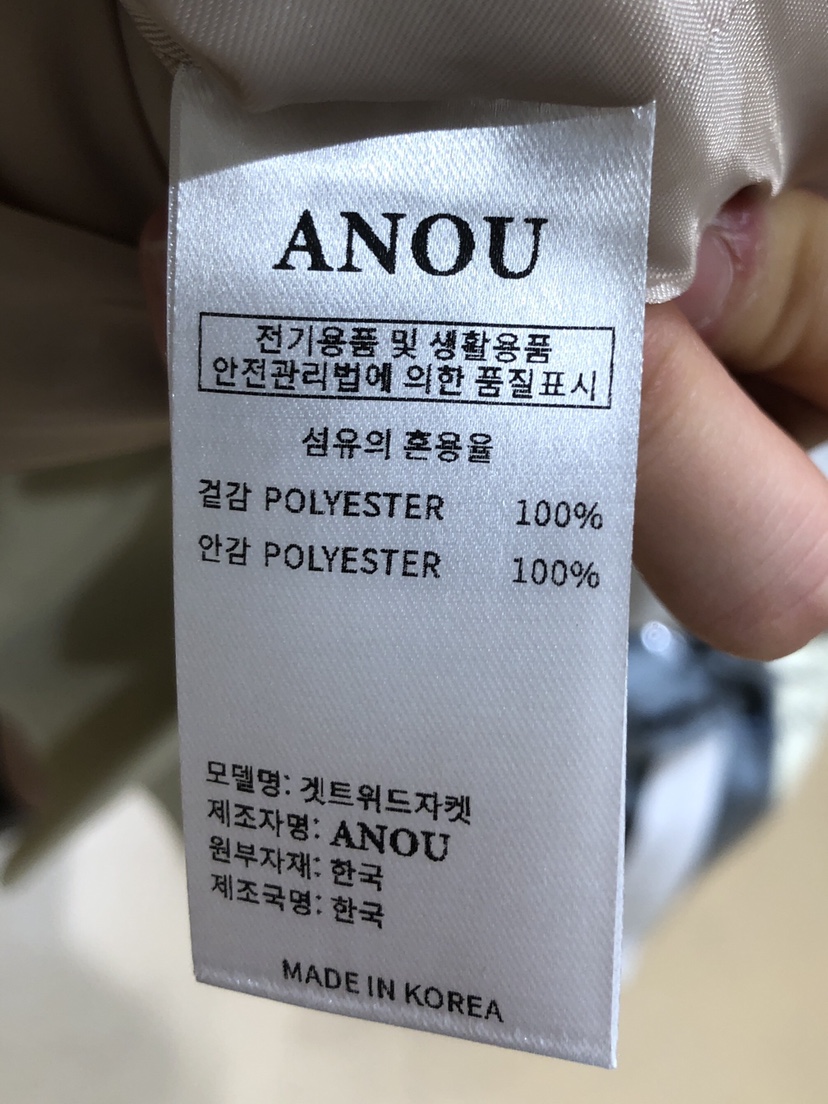 ANOU
전기용품 및 생활용품
안전관리법에 의한 품질표시
섬유의 혼용율
겉감 POLYESTER 100%
안감 POLYESTER 100%
모델명: 겟트위드자켓
제조자명: ANOU
원부자재: 한국
제조국명: 한국
MADE IN KOREA